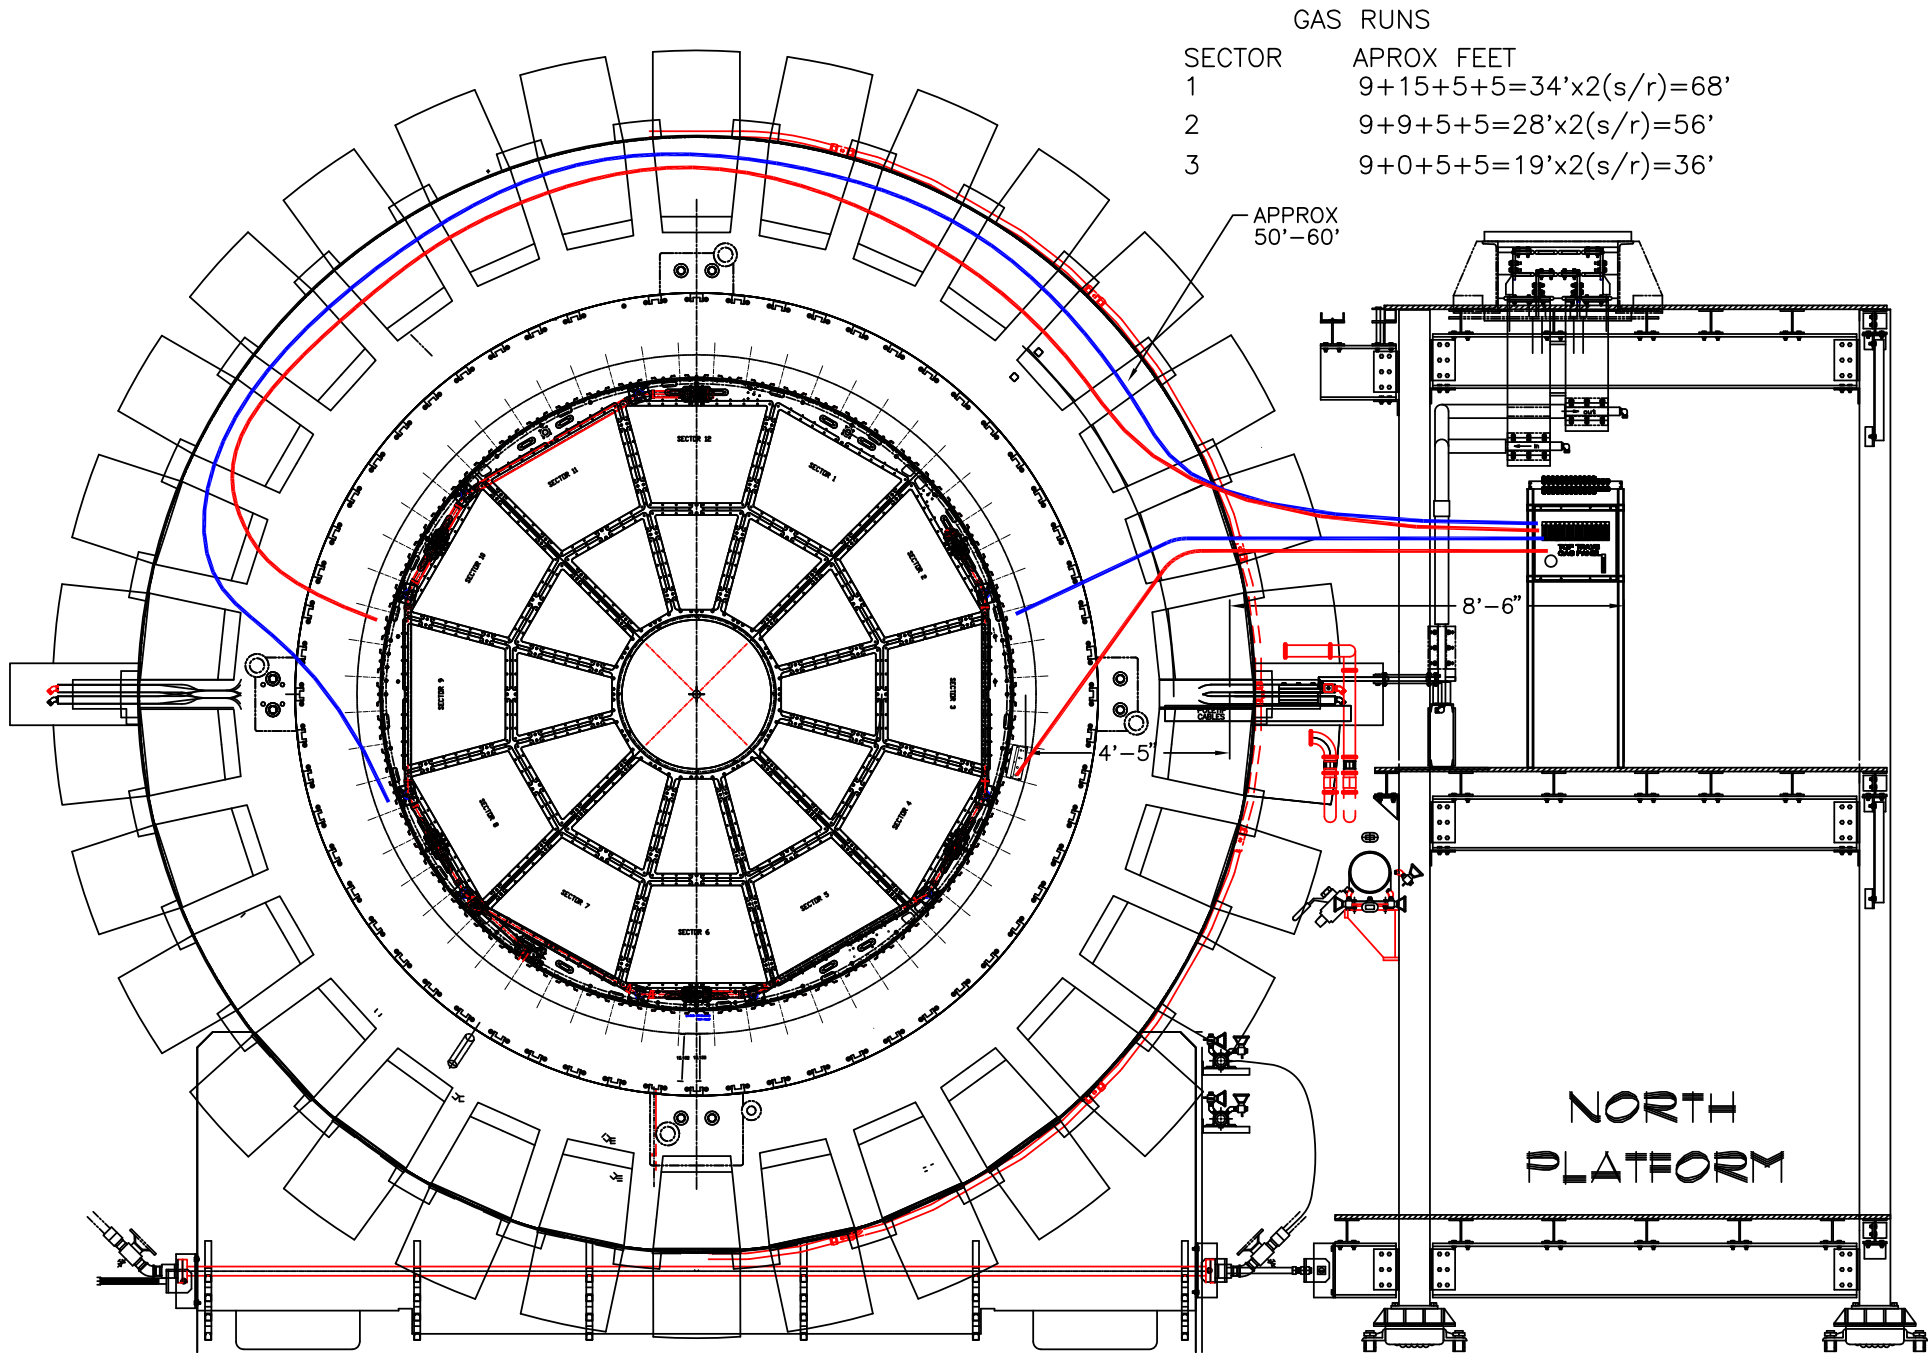 GAS RUNS
SECTOR APROX FEET
1 9+15+5+5=34'x2(s/r)=68'
2 9+9+5+5=28'x2(s/r)=56'
3 9+0+5+5=19'x2(s/r)=36'
APPROX
50'-60'
SECTOR 12
SECTOR 11
SECTOR 1
SECTOR 10
SECTOR 2
8'-6"
SECTOR 9
SECTOR 3
CABLES
4'-5"
SECTOR 8
SECTOR 4
SECTOR 7
SECTOR 5
SECTOR 6
NORTH
PLATFORM